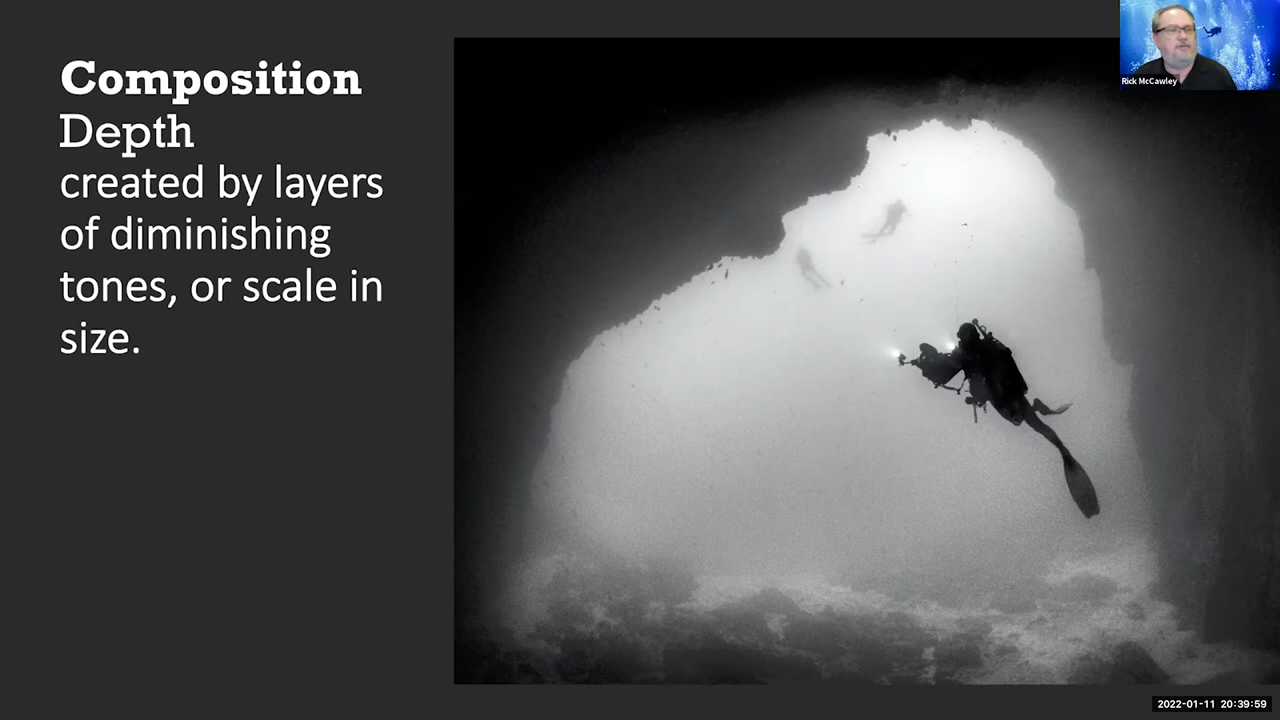 Composition
Depth
created by layers
of diminishing
tones, or scale in
size.
Rick McCawley
2022-01-11 20:39:59